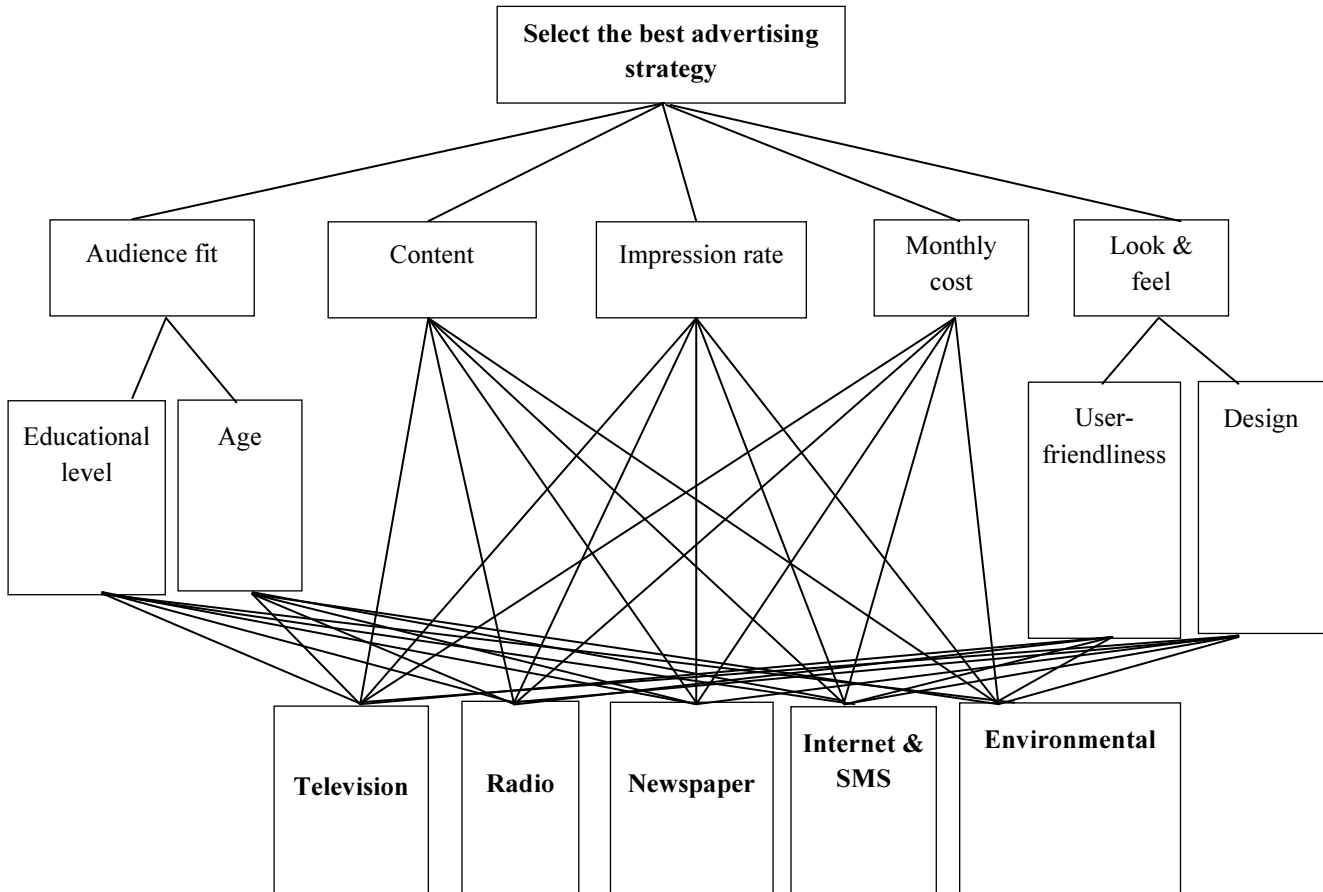 Select the best advertising
strategy
Audience fit
Content
Impression rate
Monthly
cost
Look &
feel
Educational
level
Age
User-
friendliness
Design
Television
Radio
Newspaper
Internet &
SMS
Environmental